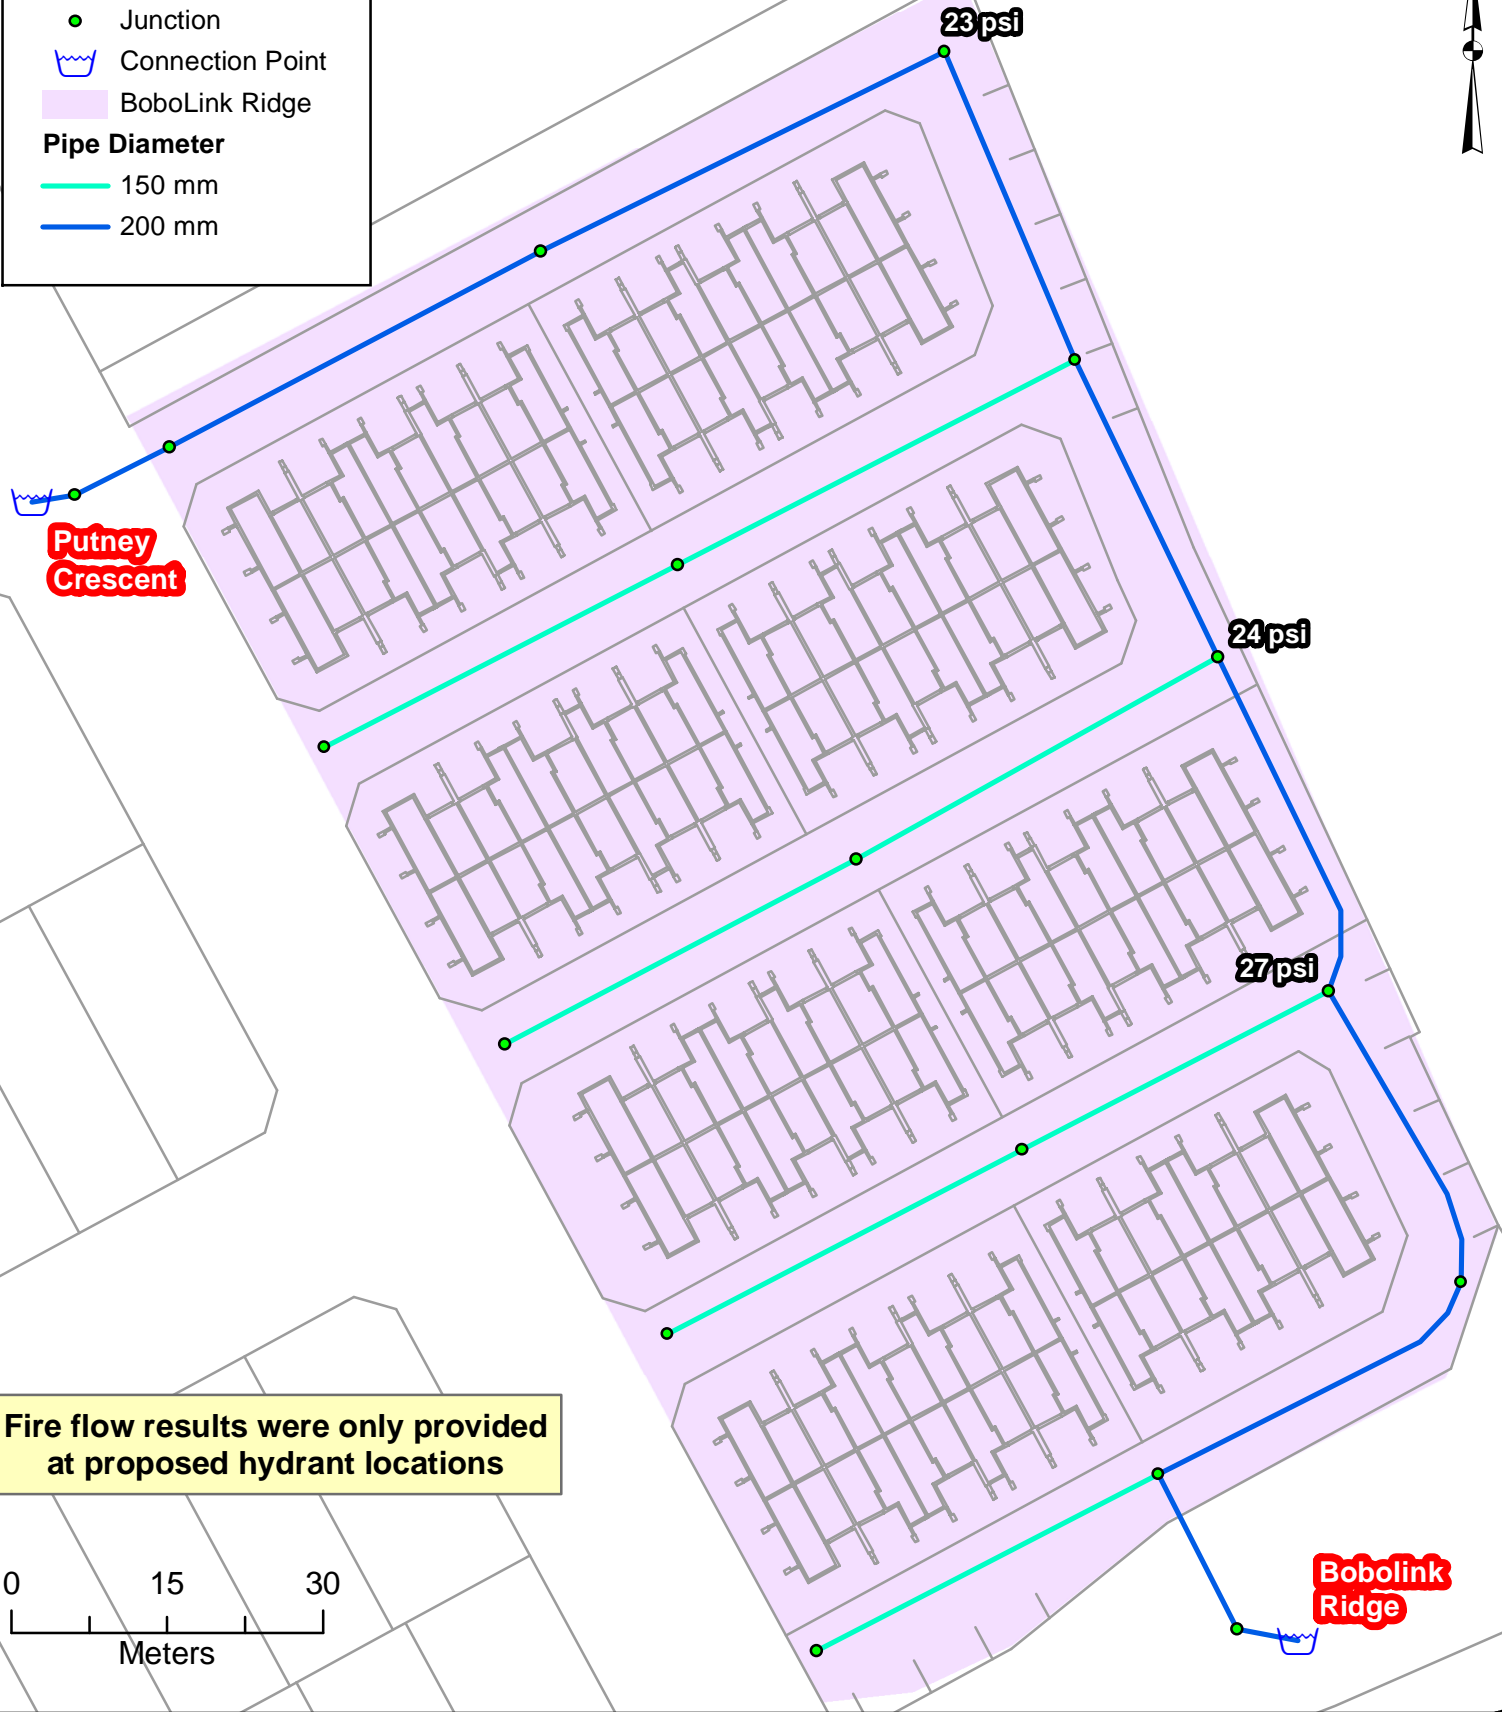 Junction
Connection Point
BoboLink Ridge
Pipe Diameter
150 mm
200 mm
23 psi
Putney
Crescent
24 psi
27 psi
Fire flow results were only provided
at proposed hydrant locations
0 15 30
Meters
Bobolink
Ridge